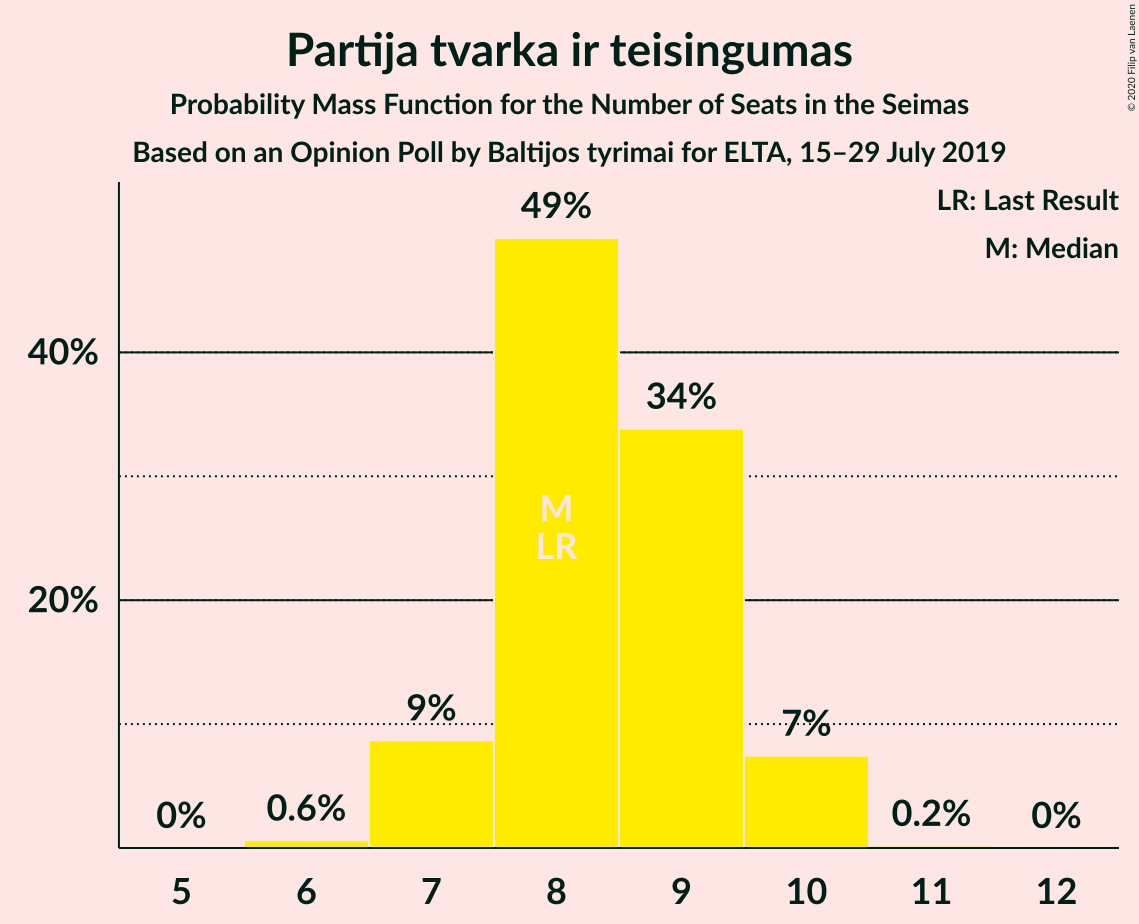 Partija tvarka ir teisingumas
Probability Mass Function for the Number of Seats in the Seimas
Based on an Opinion Poll by Baltijos tyrimai for ELTA, 15–29 July 2019
© 2020 Filip van Laenen
LR: Last Result
M: Median
40%
20%
0%
0.6%
9%
49%
34%
7%
0.2%
0%
M
LR
5 6 7 8 9 10 11 12